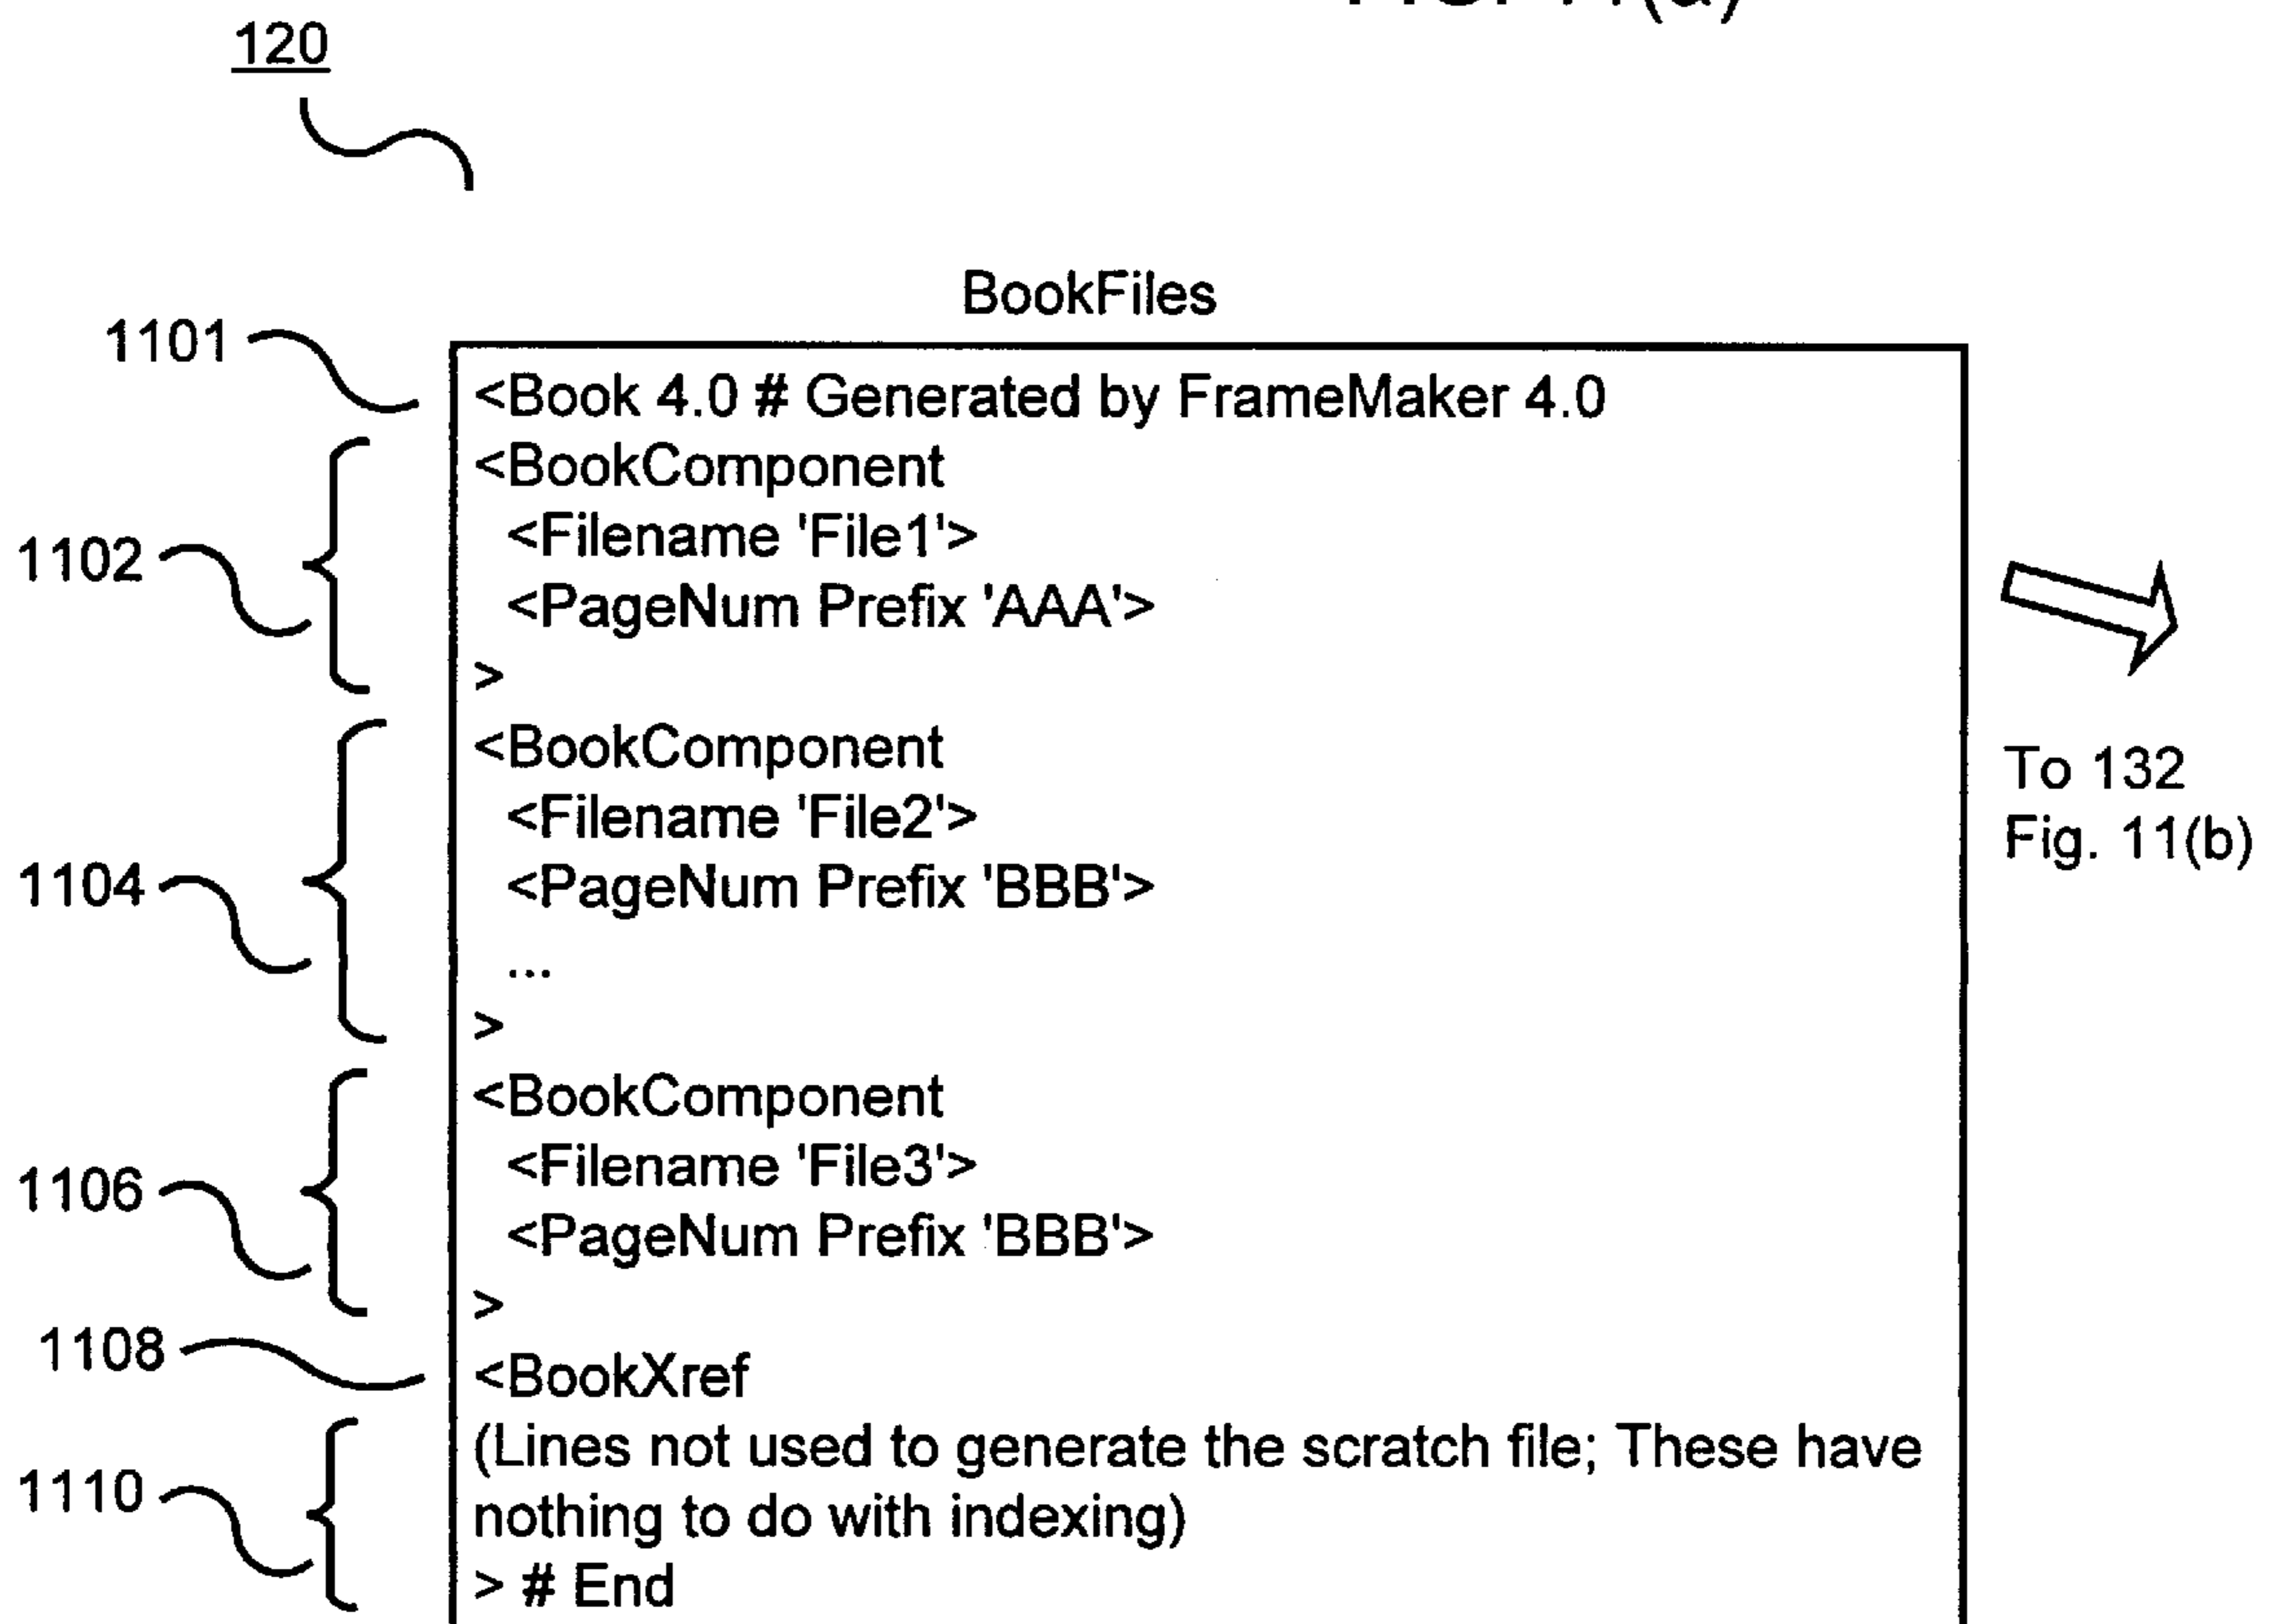 120
BookFiles
1101
<Book 4.0 # Generated by FrameMaker 4.0
<BookComponent
<Filename 'File1'>
1102
<PageNum Prefix 'AAA'>
>
<BookComponent
To 132
<Filename 'File2'>
Fig. 11(b)
1104
<PageNum Prefix 'BBB'>
...
>
<BookComponent
<Filename 'File3'>
1106
<PageNum Prefix 'BBB'>
>
1108
<BookXref
(Lines not used to generate the scratch file; These have
1110
nothing to do with indexing)
> # End